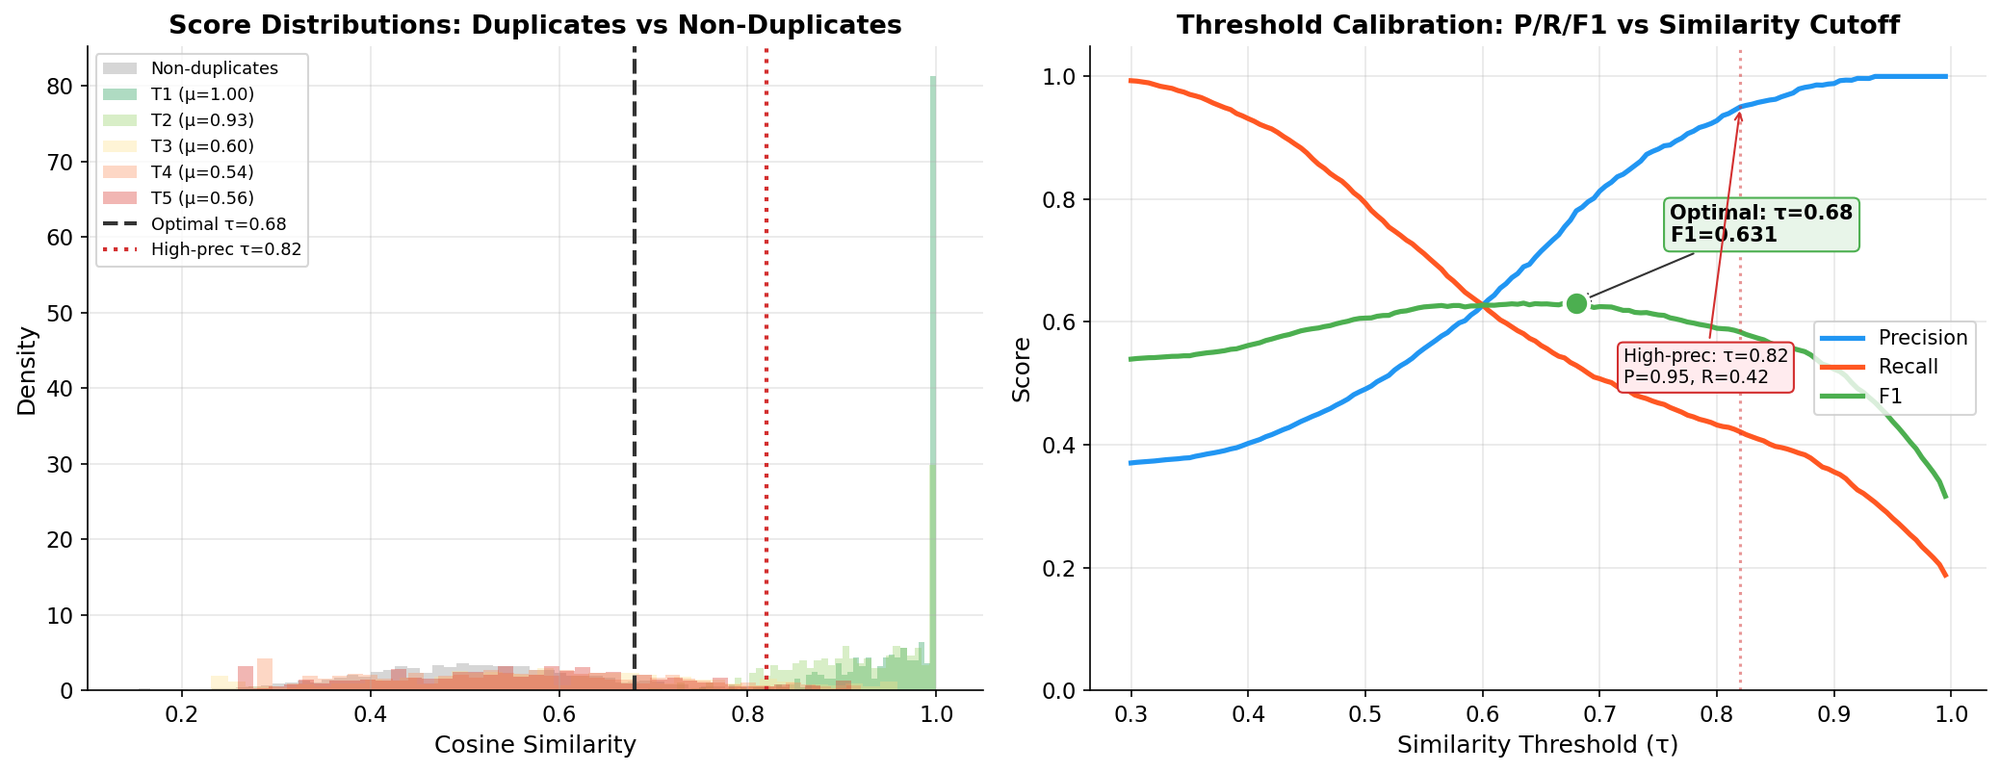 Score Distributions: Duplicates vs Non-Duplicates
Density
80
70
60
50
40
30
20
10
0
Non-duplicates
T1 (μ=1.00)
T2 (μ=0.93)
T3 (μ=0.60)
T4 (μ=0.54)
T5 (μ=0.56)
Optimal τ=0.68
High-prec τ=0.82
0.2 0.4 0.6 0.8 1.0
Cosine Similarity
Threshold Calibration: P/R/F1 vs Similarity Cutoff
Score
1.0
0.8
0.6
0.4
0.2
0.0
Optimal: τ=0.68
F1=0.631
High-prec: τ=0.82
P=0.95, R=0.42
Precision
Recall
F1
0.3 0.4 0.5 0.6 0.7 0.8 0.9 1.0
Similarity Threshold (τ)